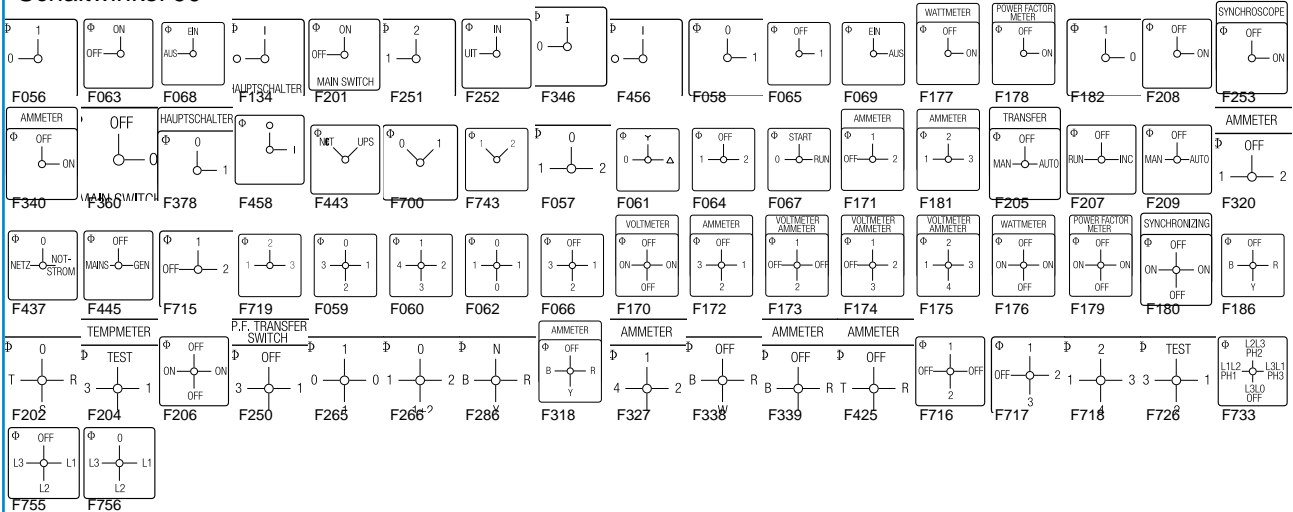 Schaltwinkel 90
Φ 1
0
F056
Φ ON
OFF
F063
Φ EIN
AUS
F068
Φ I
O
HAUPTSCHALTER
F134
Φ ON
OFF
MAIN SWITCH
F201
Φ 2
1
F251
Φ IN
UIT
F252
Φ I
0
F346
Φ I
O
F456
Φ 0
1
F058
Φ OFF
1
F065
Φ EIN
AUS
F069
WATTMETER
Φ OFF
ON
F177
POWER FACTOR
METER
Φ OFF
ON
F178
Φ 1
0
F182
Φ OFF
ON
F208
SYNCHROSCOPE
Φ OFF
ON
F253
AMMETER
Φ OFF
ON
F340
OFF
MAIN SWITCH
F360
HAUPTSCHALTER
Φ 0
1
F378
Φ O
I
F458
Φ
UPS
F443
Φ
0 1
F700
Φ
1 2
F743
Φ 0
1 2
F057
Φ Y
0 Δ
F061
Φ OFF
1 2
F064
Φ START
0 RUN
F067
AMMETER
Φ 1
OFF 2
F171
AMMETER
Φ 2
1 3
F181
TRANSFER
Φ OFF
MAN AUTO
F205
Φ OFF
RUN INC
F207
Φ OFF
MAN AUTO
F209
AMMETER
Φ OFF
1 2
F320
Φ 0
NETZ NOT-
STROM
F437
Φ OFF
MAINS GEN
F445
Φ 1
OFF 2
F715
Φ 2
1 3
F719
Φ 0
3 1
2
F059
Φ 1
4 2
3
F060
Φ 0
1 1
0
F062
Φ OFF
3 1
2
F066
VOLTMETER
Φ OFF
ON ON
OFF
F170
AMMETER
Φ OFF
3 1
2
F172
VOLTMETER
AMMETER
Φ 1
OFF OFF
2
F173
VOLTMETER
AMMETER
Φ 1
OFF 2
3
F174
VOLTMETER
AMMETER
Φ 2
1 3
4
F175
WATTMETER
Φ OFF
ON ON
OFF
F176
POWER FACTOR
METER
Φ OFF
ON ON
OFF
F179
SYNCHRONIZING
Φ OFF
ON ON
OFF
F180
Φ OFF
B R
Y
F186
Φ 0
T R
S
F202
TEMPMETER
Φ TEST
3 1
F204
Φ OFF
ON ON
OFF
F206
P.F. TRANSFER
SWITCH
Φ OFF
3 1
F250
Φ 1
0 0
1
F265
Φ 0
1 2
1+2
F266
Φ N
B R
Y
F286
AMMETER
Φ OFF
B R
Y
F318
AMMETER
Φ 1
4 2
F327
Φ OFF
B R
W
F338
AMMETER
Φ OFF
B R
F339
AMMETER
Φ OFF
T R
F425
Φ 1
OFF OFF
2
F716
Φ 1
OFF 2
3
F717
Φ 2
1 3
4
F718
Φ TEST
3 1
2
F726
Φ L2L3
PH2
L1L2 L3L1
PH1 PH3
L3L0
OFF
F733
Φ OFF
L3 L1
L2
F755
Φ 0
L3 L1
L2
F756